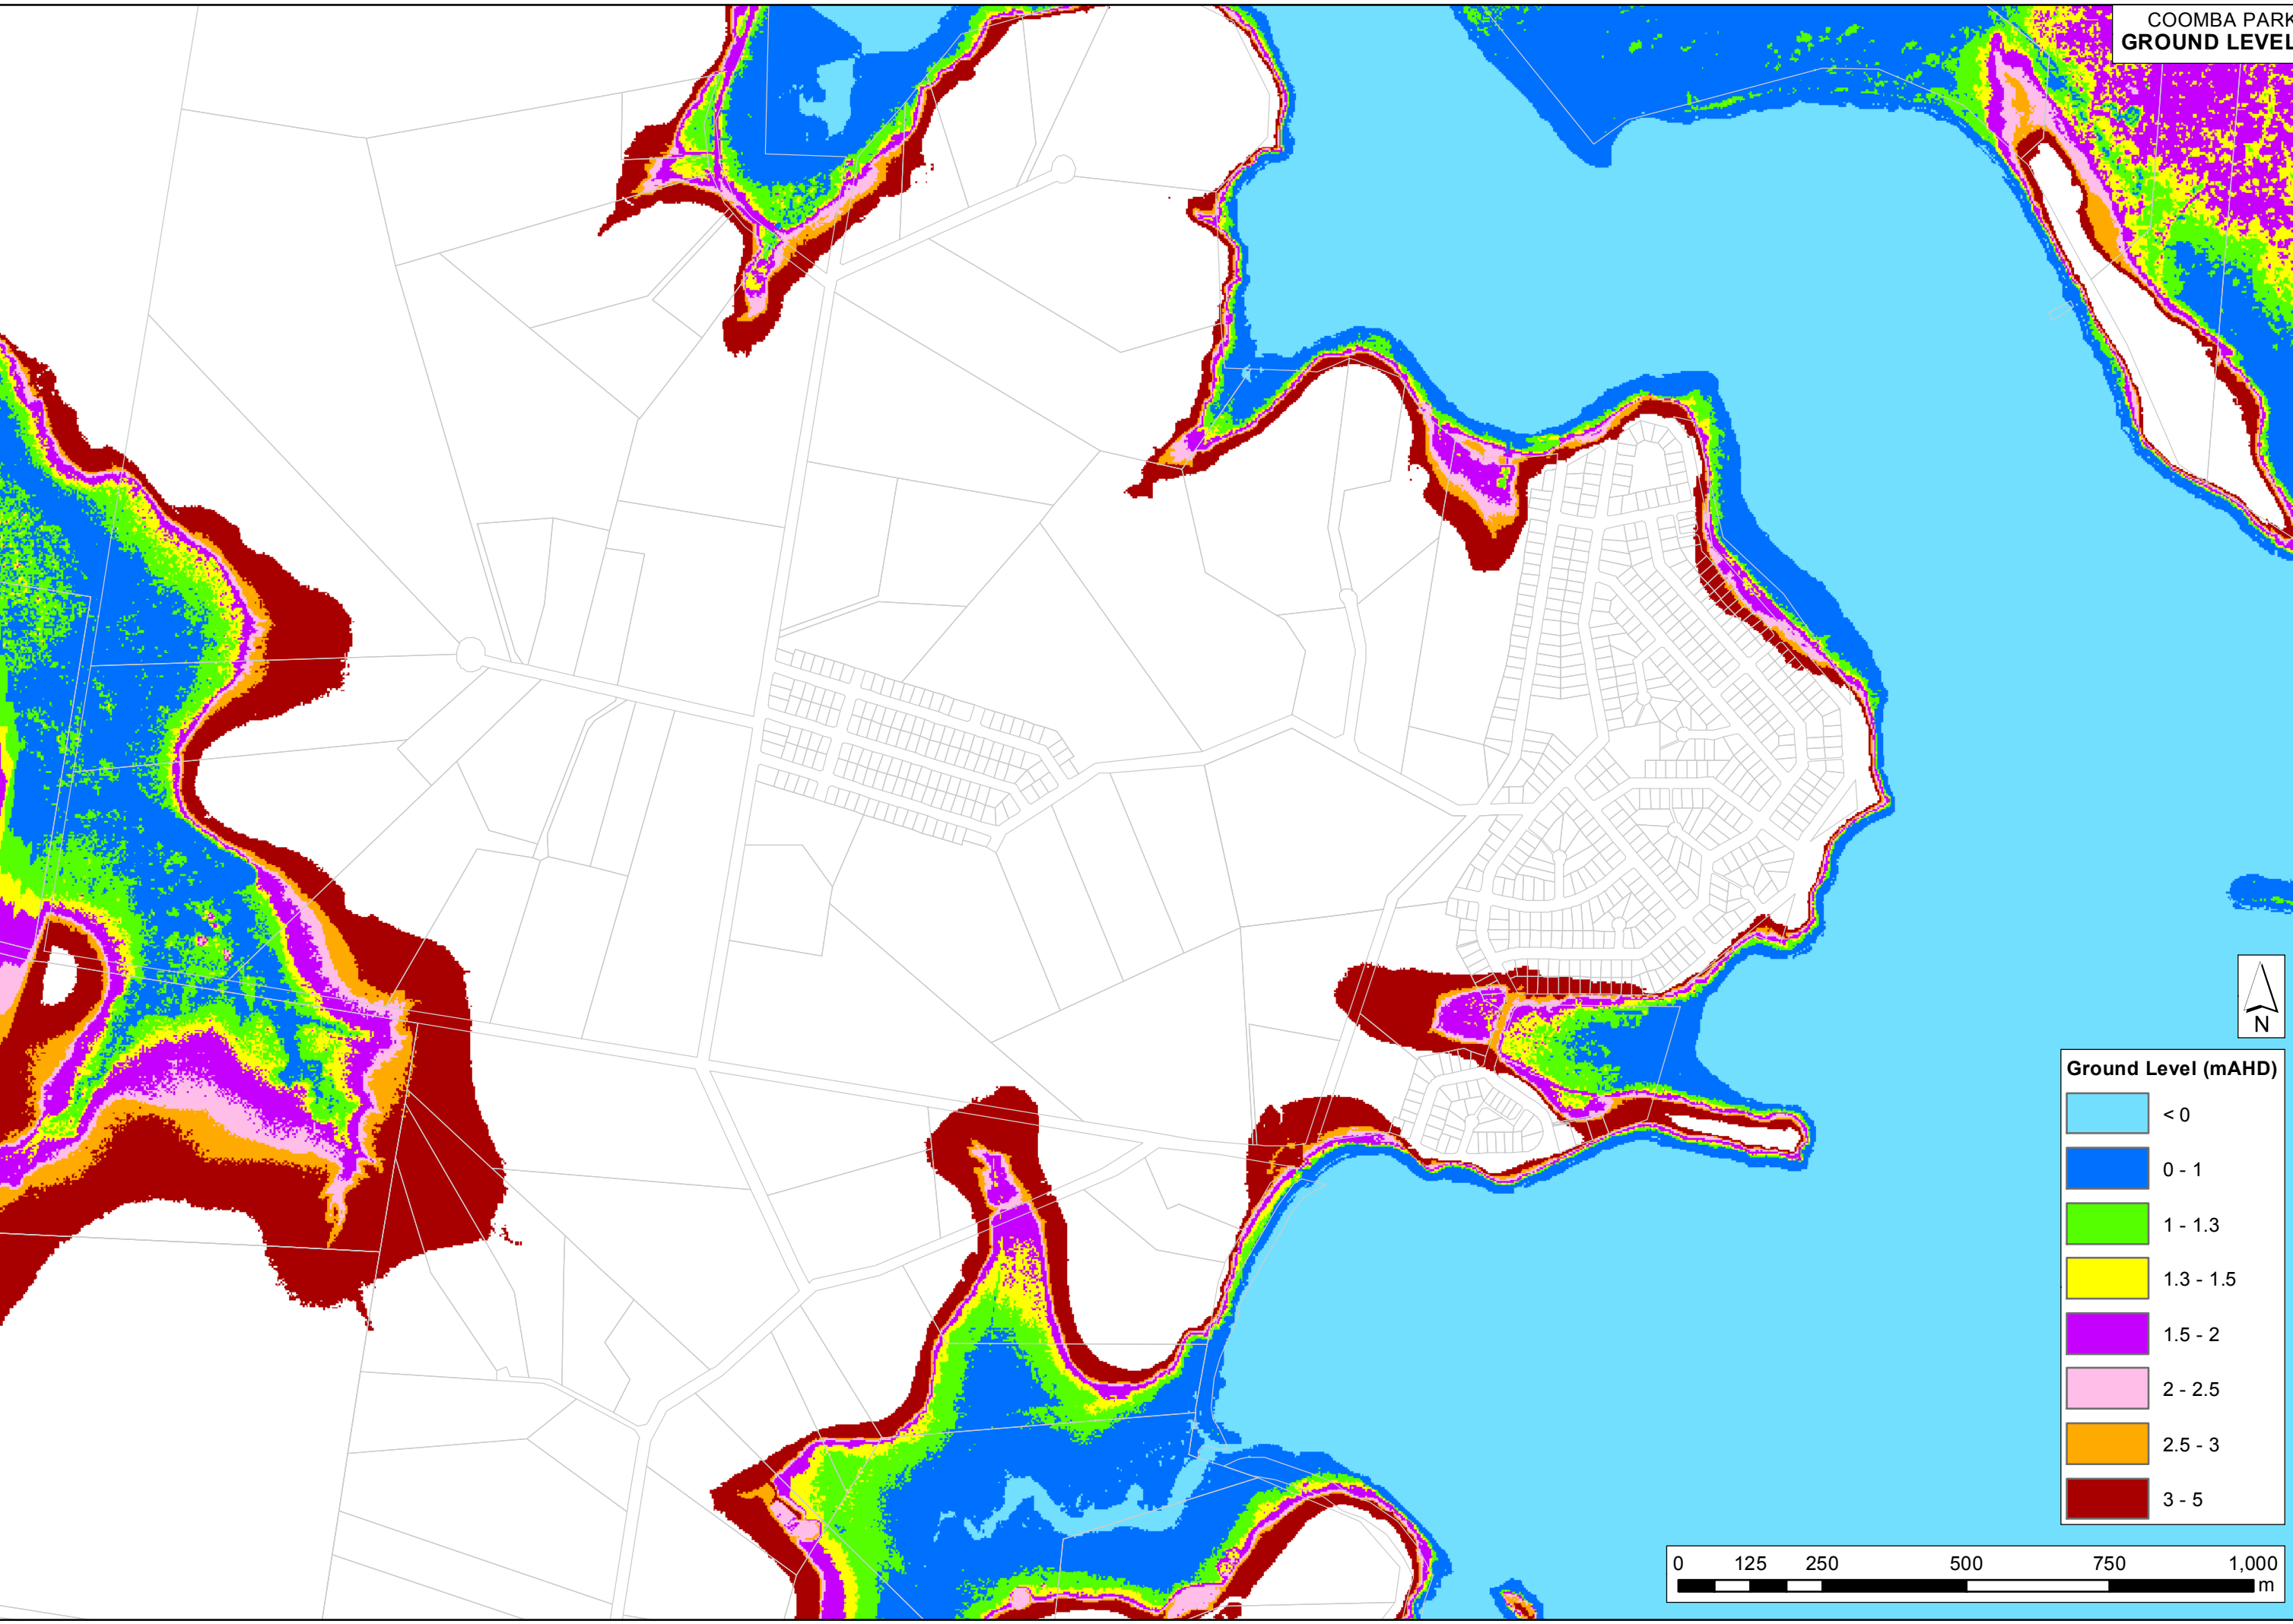 COOMBA PARK
GROUND LEVEL
N
Ground Level (mAHD)
< 0
0 - 1
1 - 1.3
1.3 - 1.5
1.5 - 2
2 - 2.5
2.5 - 3
3 - 5
0 125 250 500 750 1,000
m